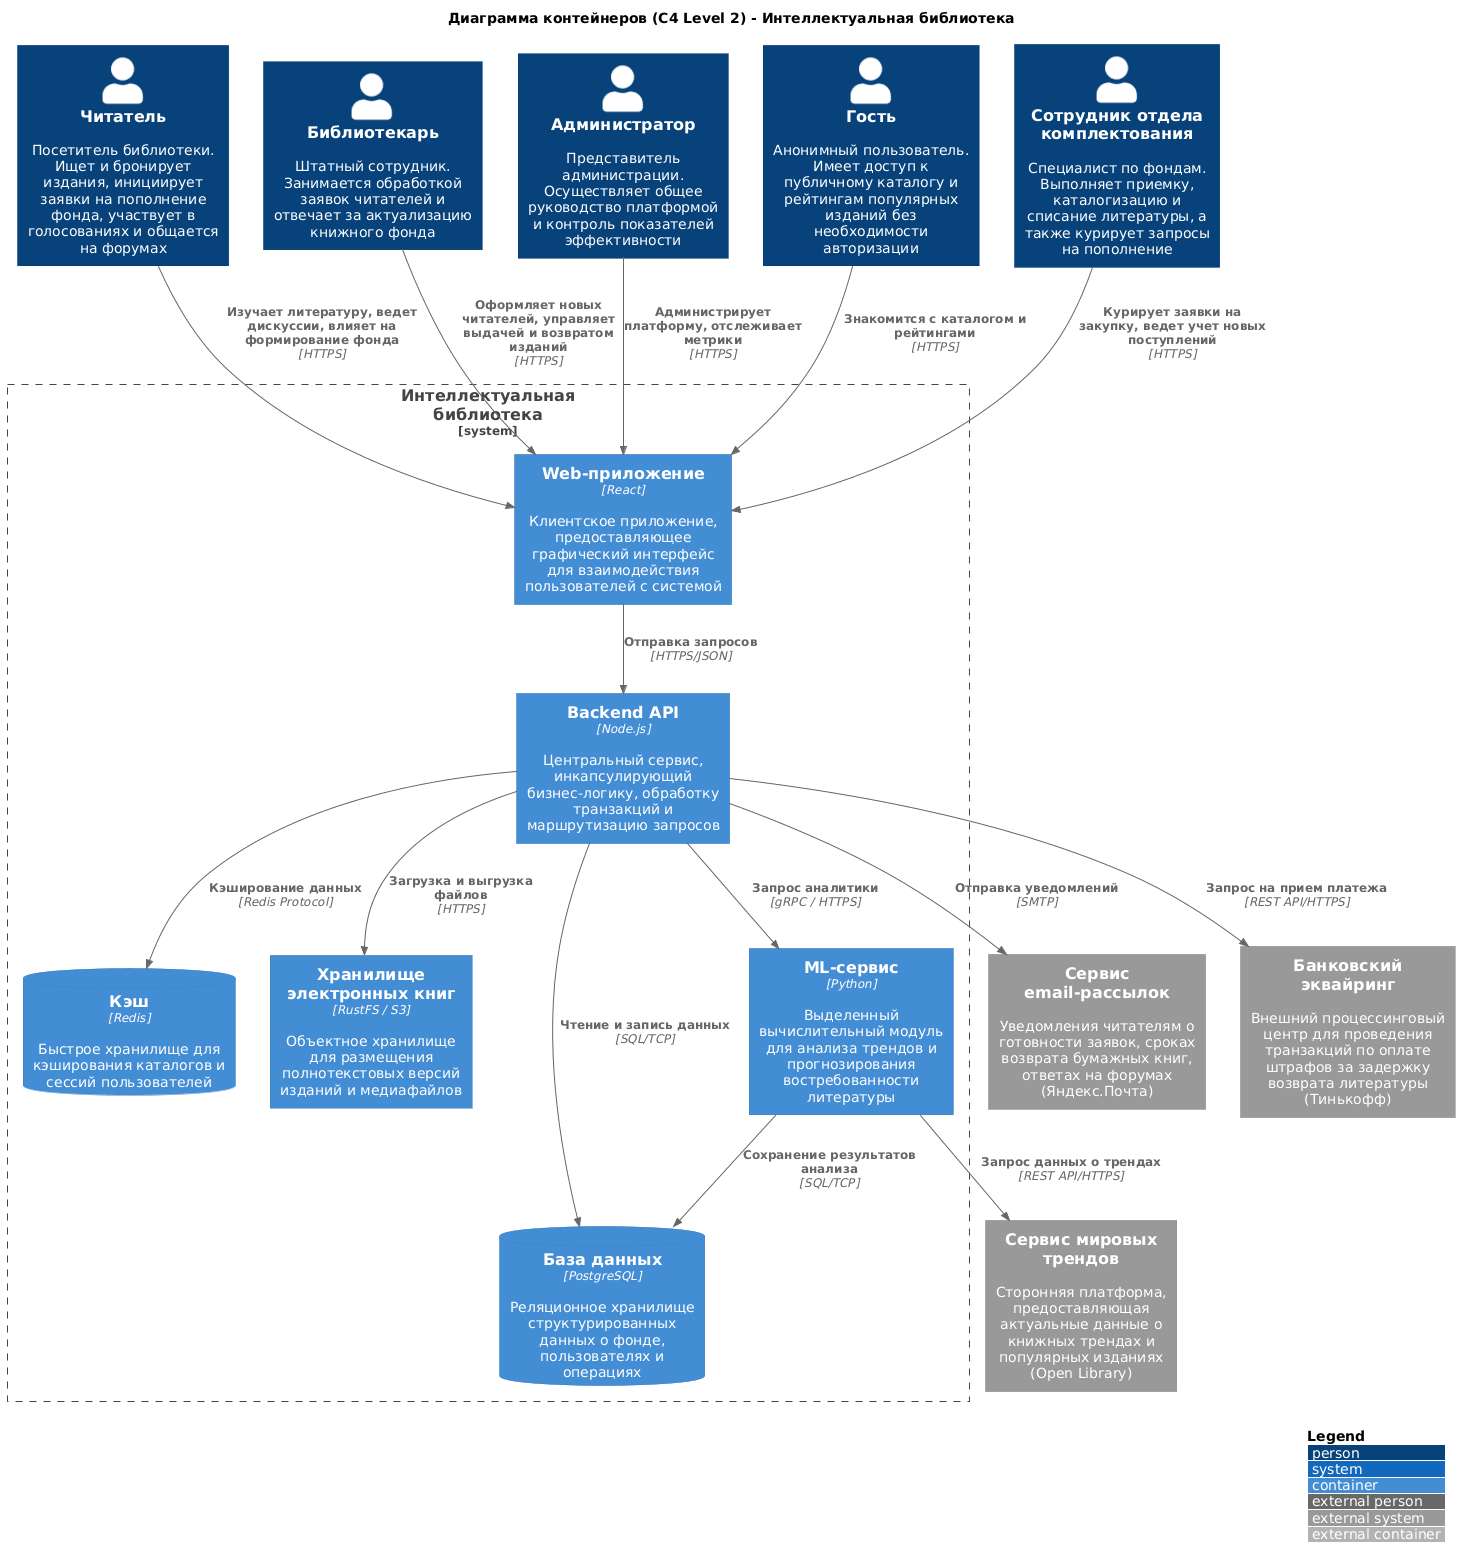 Диаграмма контейнеров (C4 Level 2) - Интеллектуальная библиотека
Читатель
Посетитель библиотеки.
Ищет и бронирует
издания, инициирует
заявки на пополнение
фонда, участвует в
голосованиях и общается
на форумах
Библиотекарь
Штатный сотрудник.
Занимается обработкой
заявок читателей и
отвечает за актуализацию
книжного фонда
Администратор
Представитель
администрации.
Осуществляет общее
руководство платформой
и контроль показателей
эффективности
Гость
Анонимный пользователь.
Имеет доступ к
публичному каталогу и
рейтингам популярных
изданий без
необходимости
авторизации
Сотрудник отдела
комплектования
Специалист по фондам.
Выполняет приемку,
каталогизацию и
списание литературы, а
также курирует запросы
на пополнение
Изучает литературу, ведет
дискуссии, влияет на
формирование фонда
[HTTPS]
Оформляет новых
читателей, управляет
выдачей и возвратом
изданий
[HTTPS]
Администрирует
платформу, отслеживает
метрики
[HTTPS]
Знакомится с каталогом и
рейтингами
[HTTPS]
Курирует заявки на
закупку, ведет учет новых
поступлений
[HTTPS]
Интеллектуальная
библиотека
[system]
Web-приложение
[React]
Клиентское приложение,
предоставляющее
графический интерфейс
для взаимодействия
пользователей с системой
Отправка запросов
[HTTPS/JSON]
Backend API
[Node.js]
Центральный сервис,
инкапсулирующий
бизнес-логику, обработку
транзакций и
маршрутизацию запросов
Кэширование данных
[Redis Protocol]
Загрузка и выгрузка
файлов
[HTTPS]
Запрос аналитики
[gRPC / HTTPS]
Отправка уведомлений
[SMTP]
Запрос на прием платежа
[REST API/HTTPS]
Кэш
[Redis]
Быстрое хранилище для
кэширования каталогов и
сессий пользователей
Хранилище
электронных книг
[RustFS / S3]
Объектное хранилище
для размещения
полнотекстовых версий
изданий и медиафайлов
Чтение и запись данных
[SQL/TCP]
ML-сервис
[Python]
Выделенный
вычислительный модуль
для анализа трендов и
прогнозирования
востребованности
литературы
Сервис
email-рассылок
Уведомления читателям о
готовности заявок, сроках
возврата бумажных книг,
ответах на форумах
(Яндекс.Почта)
Банковский
эквайринг
Внешний процессинговый
центр для проведения
транзакций по оплате
штрафов за задержку
возврата литературы
(Тинькофф)
Сохранение результатов
анализа
[SQL/TCP]
Запрос данных о трендах
[REST API/HTTPS]
База данных
[PostgreSQL]
Реляционное хранилище
структурированных
данных о фонде,
пользователях и
операциях
Сервис мировых
трендов
Сторонняя платформа,
предоставляющая
актуальные данные о
книжных трендах и
популярных изданиях
(Open Library)
Legend
person
system
container
external person
external system
external container